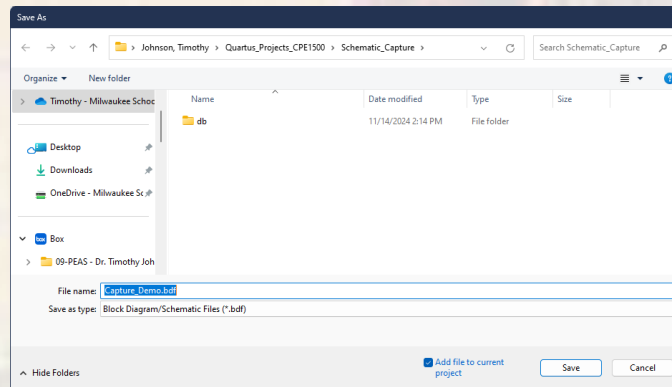 Save As
Johnson, Timothy > Quartus_Projects_CPE1500 > Schematic_Capture >
Search Schematic_Capture
Organize
New folder
Timothy - Milwaukee Schoc
Name
Date modified
Type
Size
db
11/14/2024 2:14 PM
File folder
Desktop
Downloads
OneDrive - Milwaukee Sc
Box
box
09-PEAS - Dr. Timothy Joh
File name: Capture_Demo.bdf
Save as type: Block Diagram/Schematic Files (*.bdf)
Add file to current
project
Save
Cancel
Hide Folders